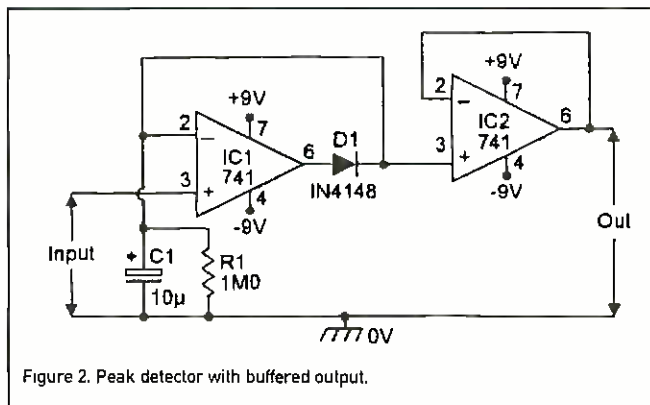 +9V
2
7
IC1
741
3
6
4
-9V
D1
IN4148
+9V
2
7
IC2
741
3
6
4
-9V
Input
Out
+
C1
10µ
R1
1M0
0V
Figure 2. Peak detector with buffered output.